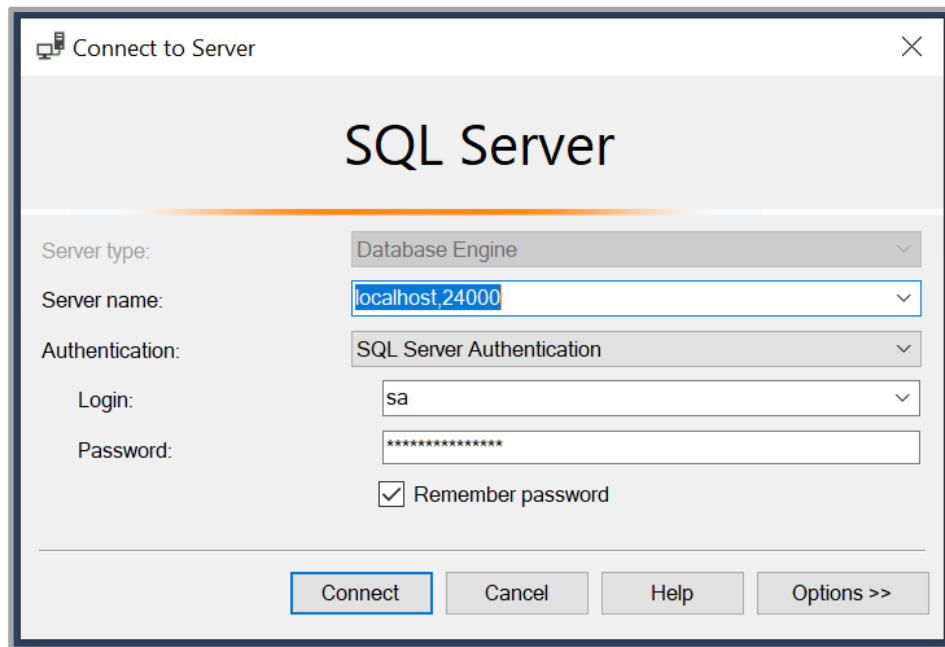 Connect to Server
SQL Server
Server type: Database Engine
Server name: localhost,24000
Authentication: SQL Server Authentication
Login: sa
Password: ***************
Remember password
Connect Cancel Help Options >>